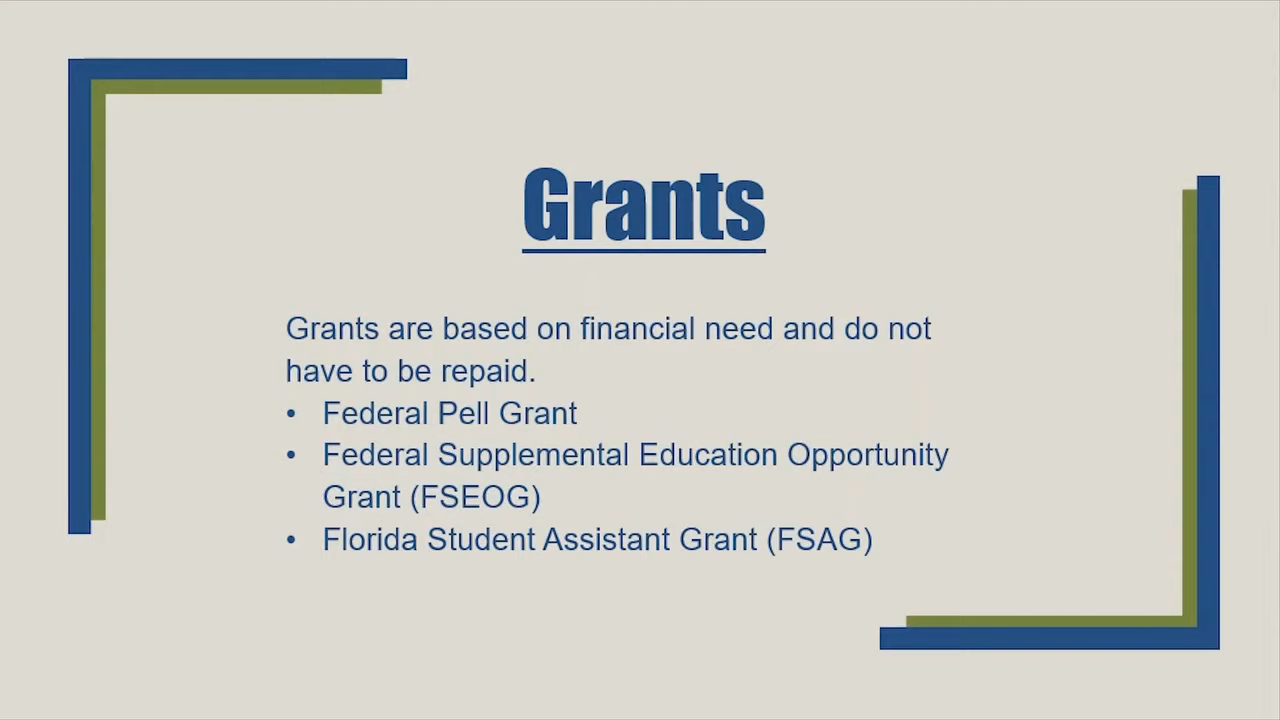 Grants
Grants are based on financial need and do not
have to be repaid.
• Federal Pell Grant
• Federal Supplemental Education Opportunity
Grant (FSEOG)
• Florida Student Assistant Grant (FSAG)